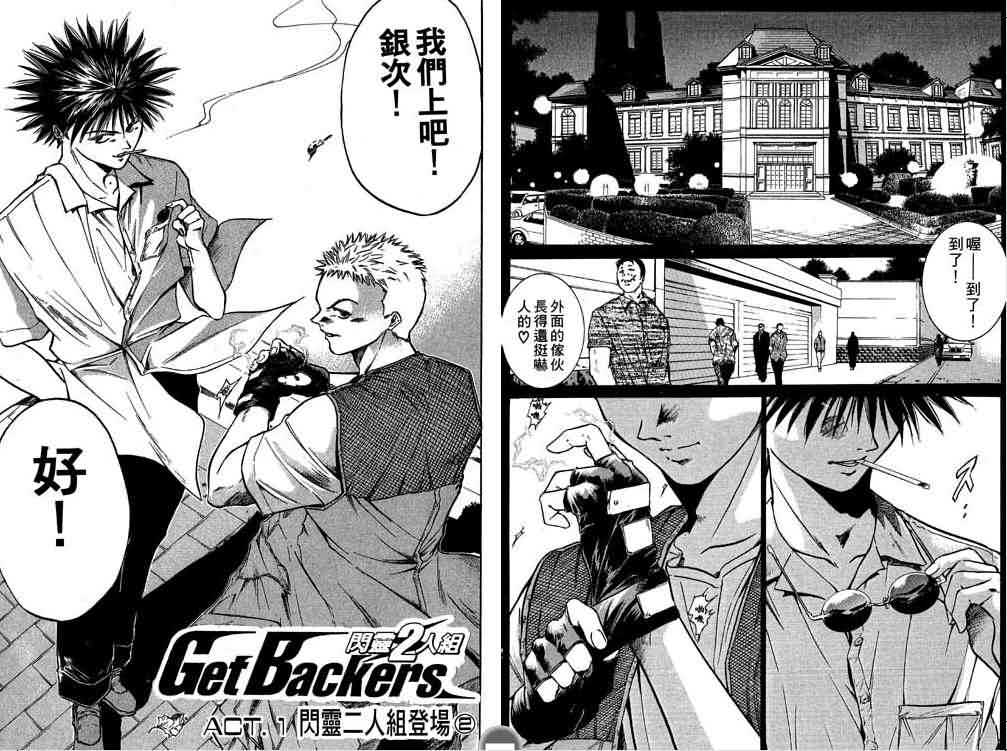 喔──到了！
到了！
外面的傢伙
長得還挺嚇
人的♡
我們上吧！
銀次！
好！
閃靈2人組
GetBackers
ACT.1 閃靈二人組登場㊁